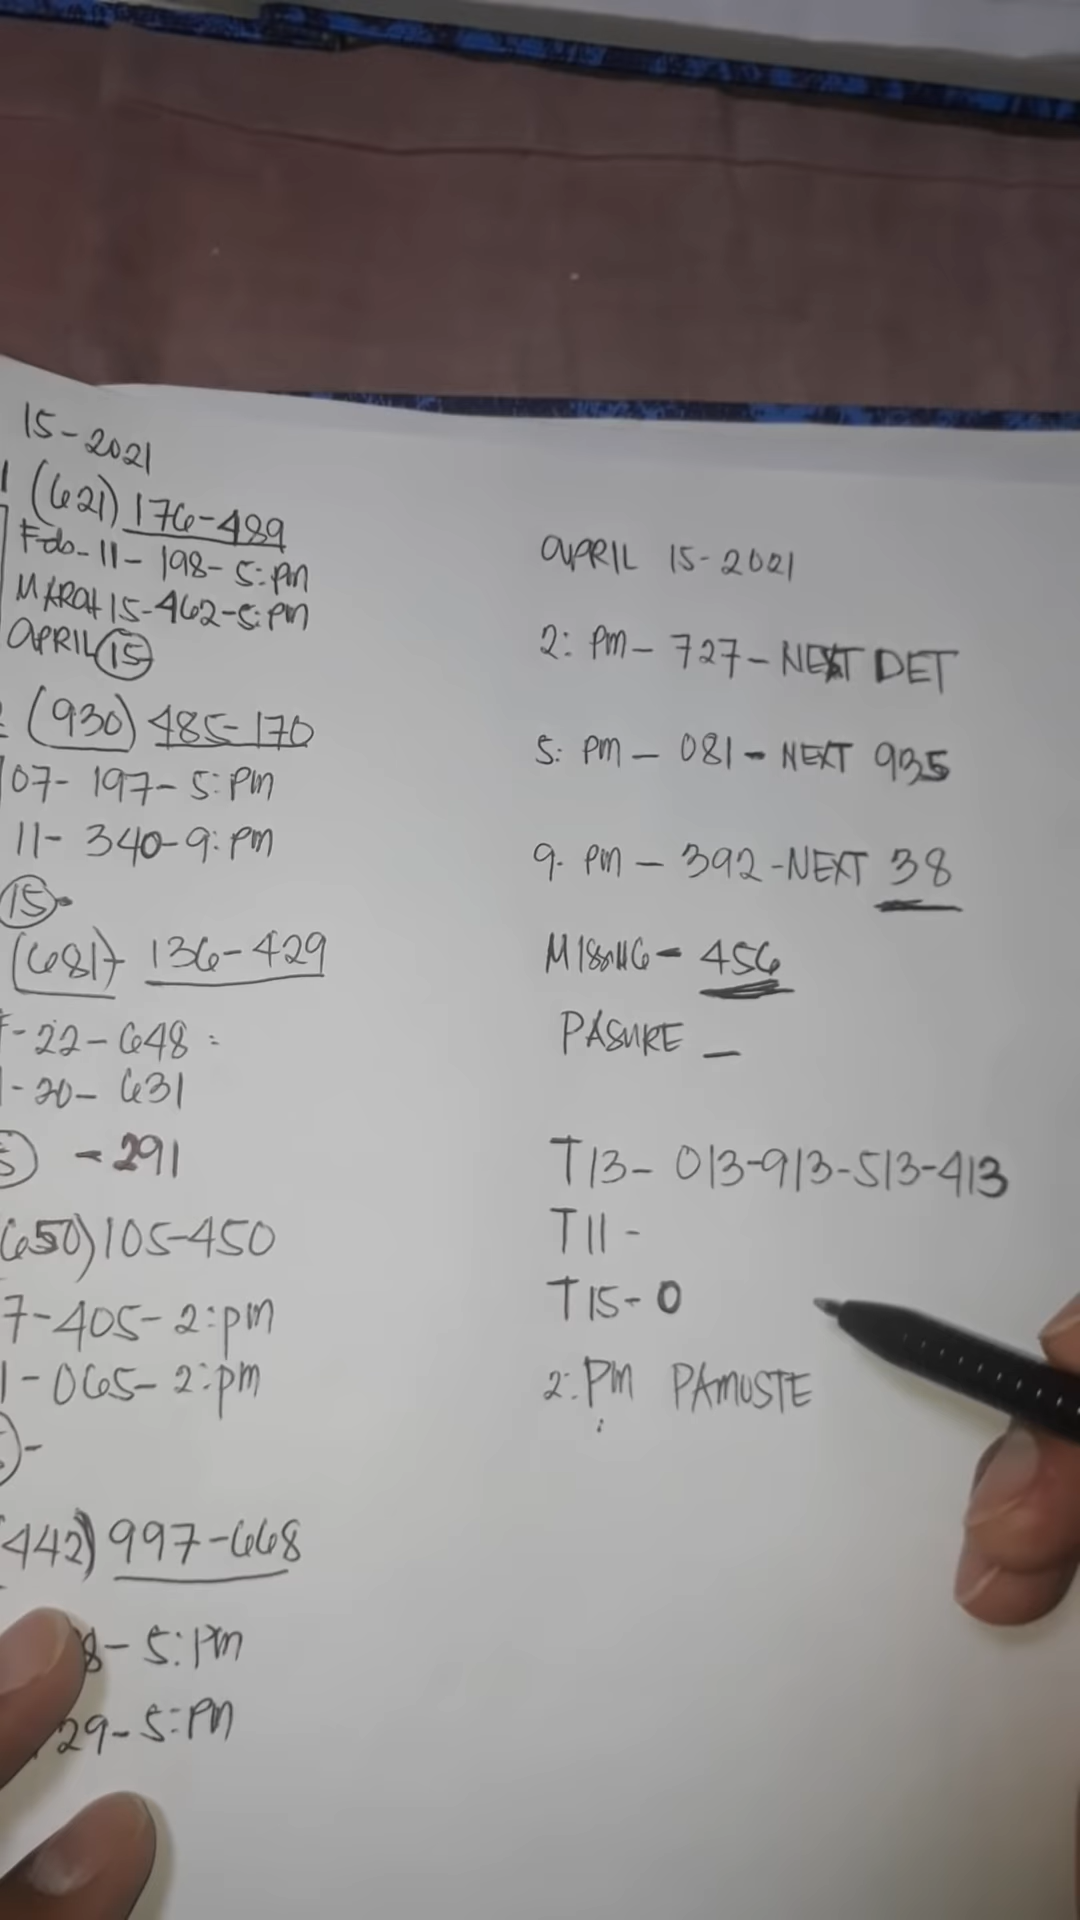 15-2021
(621) 176-489
Feb-11-198-5:PM
MARCH 15-462-5:PM
APRIL 15
(930) 485-170
07-197-5:PM
11-340-9:PM
15-
(681)- 136-429
-22-648=
-20-631
-291
(650) 105-450
7-405-2:pm
1-065-2:pm
442) 997-668
8-5:PM
29-5:PM
APRIL 15-2021
2: PM-727-NEXT DET
5: PM-081-NEXT 935
9. PM-392-NEXT 38
MISSING-456
PASURE _
T13-013-913-513-413
T11-
T15-0
2:PM PAMUSTE